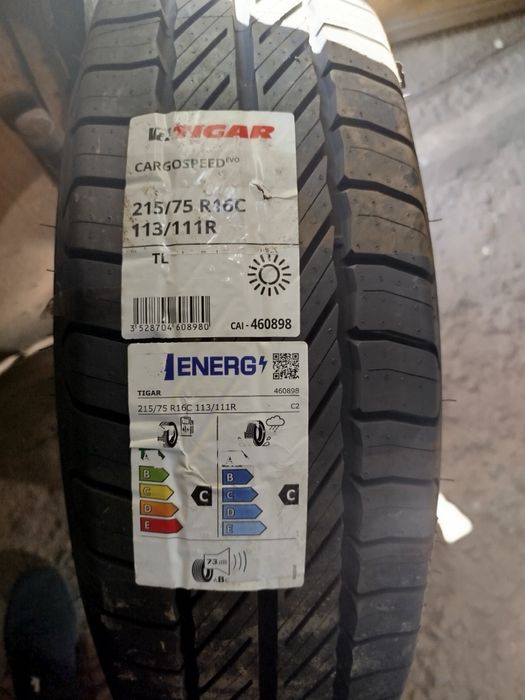 TIGAR
CARGOSPEED EVO
215/75 R16C
113/111R
TL
3 528704 608980
CAI - 460898
ENERG
TIGAR 460898
215/75 R16C 113/111R C2
A A
B B
C C C C
D D
E E
73 dB
ABC